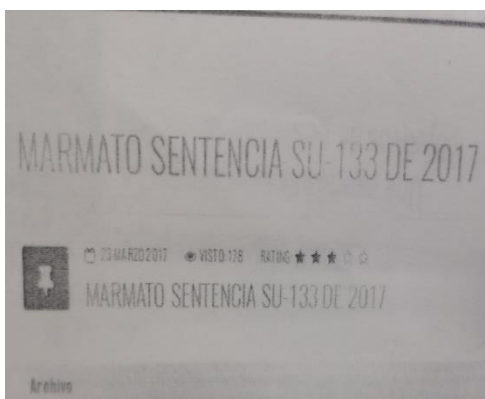 MARMATO SENTENCIA SU-133 DE 2017
23 MARZO 2017 VISTO: 178 RATING:
MARMATO SENTENCIA SU-133 DE 2017
Archivo